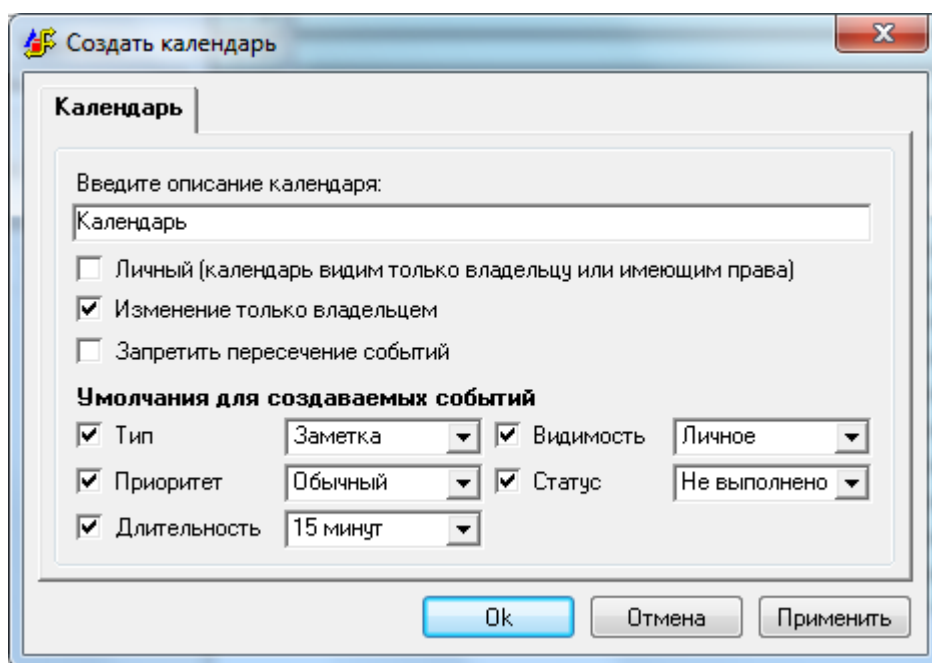 Создать календарь
Календарь
Введите описание календаря:
Календарь
Личный (календарь видим только владельцу или имеющим права)
Изменение только владельцем
Запретить пересечение событий
Умолчания для создаваемых событий
Тип Заметка Видимость Личное
Приоритет Обычный Статус Не выполнено
Длительность 15 минут
Ok Отмена Применить